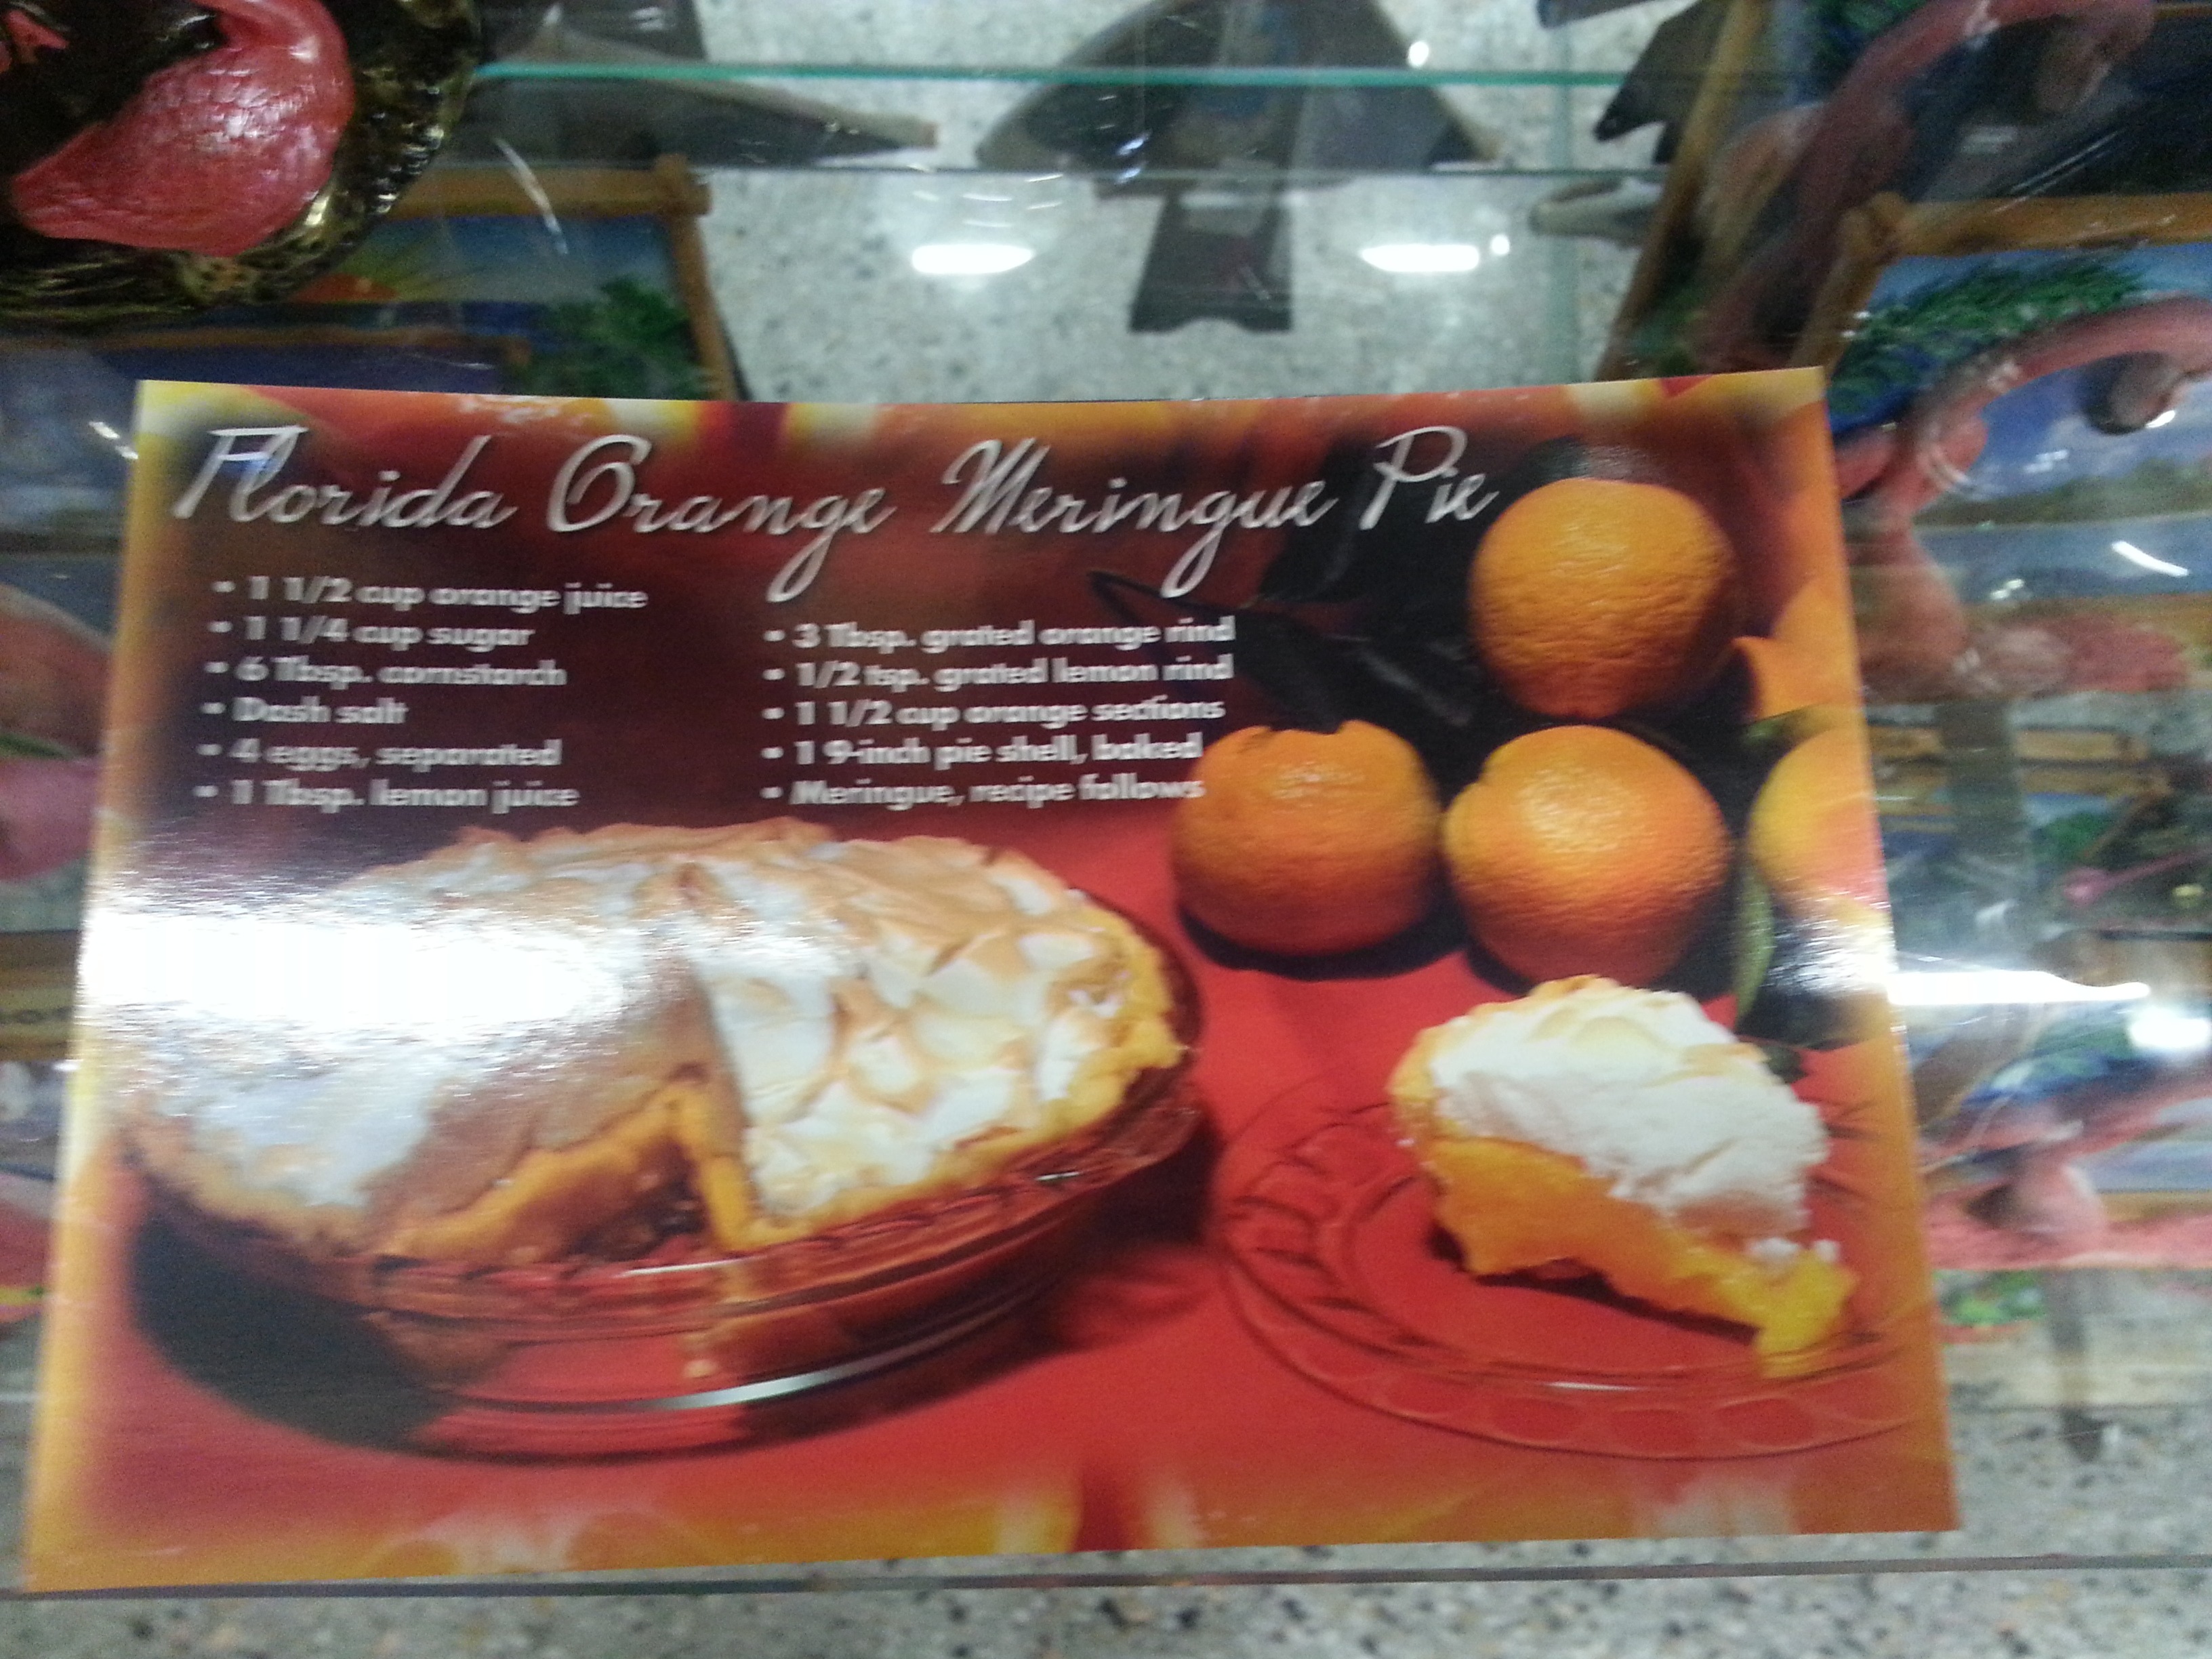 Florida Orange Meringue Pie
• 1 1/2 cup orange juice
• 1 1/4 cup sugar
• 6 Tbsp. cornstarch
• Dash salt
• 4 eggs, separated
• 1 Tbsp. lemon juice
• 3 Tbsp. grated orange rind
• 1/2 tsp. grated lemon rind
• 1 1/2 cup orange sections
• 1 9-inch pie shell, baked
• Meringue, recipe follows